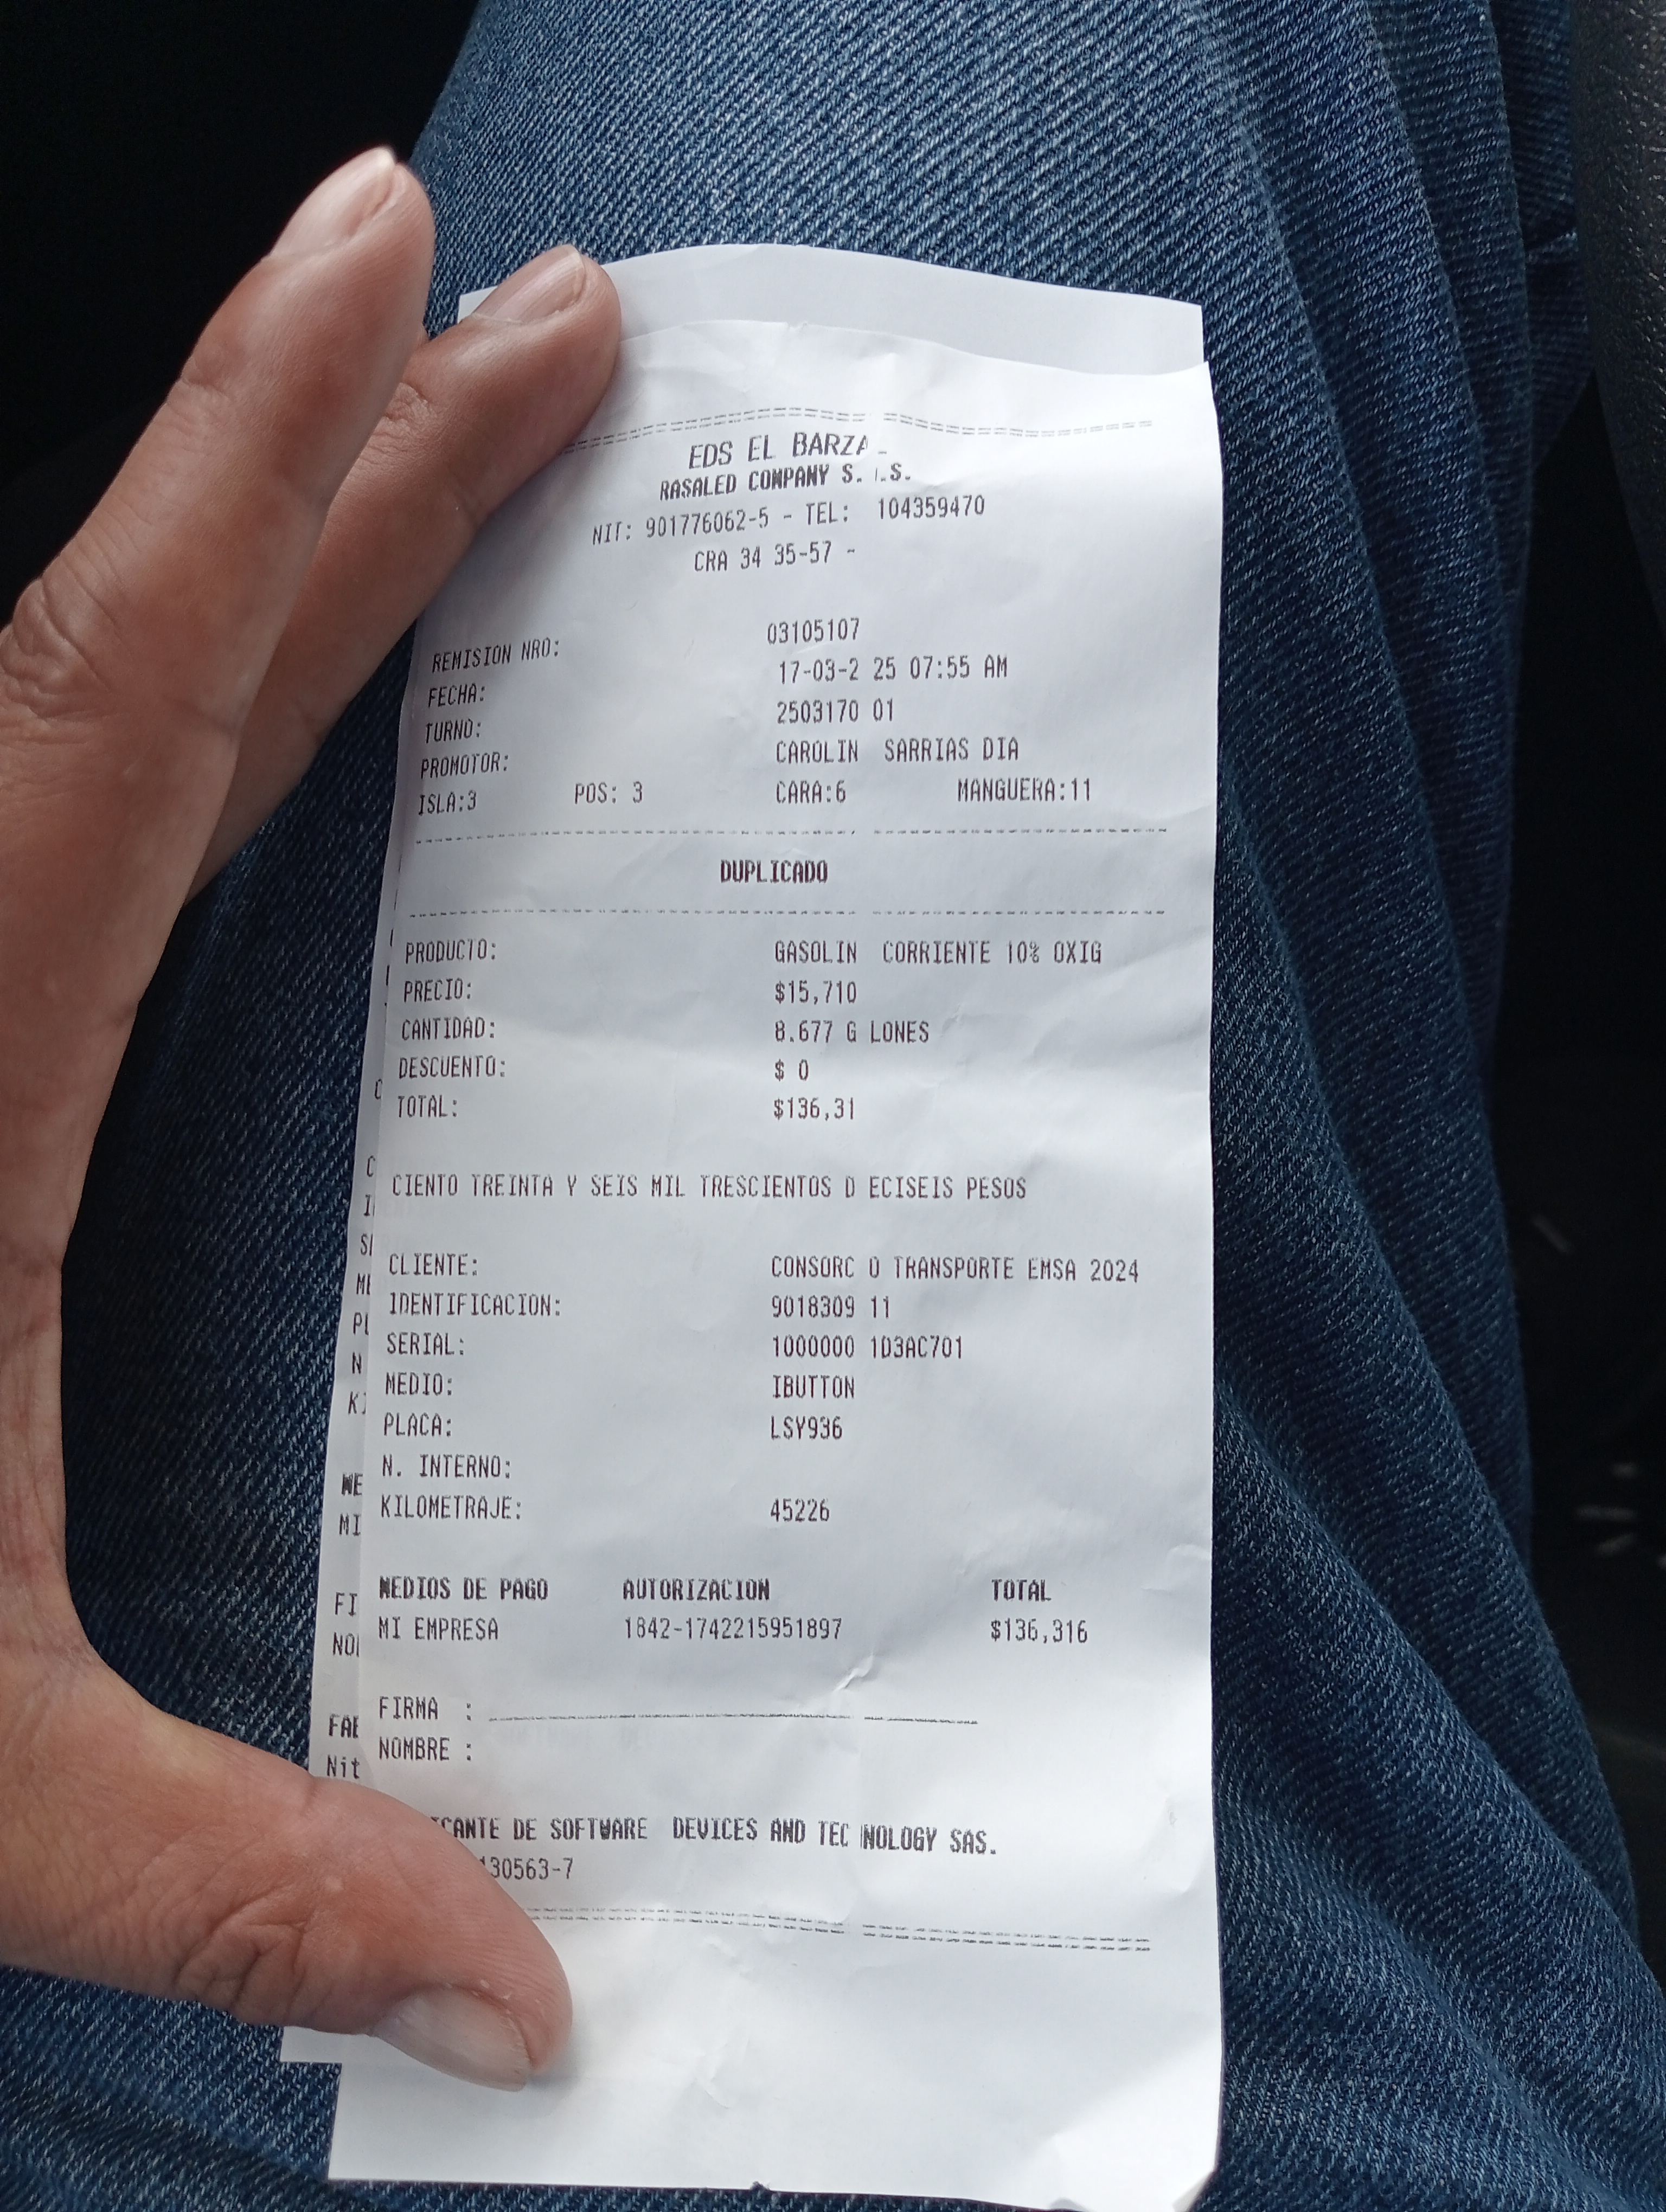 EDS EL BARZA
RASALED COMPANY S. .S.
NIT: 901776062-5 - TEL: 104359470
CRA 34 35-57 -
REMISION NRO: 03105107
FECHA: 17-03-2 25 07:55 AM
TURNO: 2503170 01
PROMOTOR: CAROLIN SARRIAS DIA
ISLA:3 POS: 3 CARA:6 MANGUERA:11
DUPLICADO
PRODUCTO: GASOLIN CORRIENTE 10% OXIG
PRECIO: $15,710
CANTIDAD: 8.677 G LONES
DESCUENTO: $ 0
TOTAL: $136,31
CIENTO TREINTA Y SEIS MIL TRESCIENTOS D ECISEIS PESOS
CLIENTE: CONSORC O TRANSPORTE EMSA 2024
IDENTIFICACION: 9018309 11
SERIAL: 1000000 1D3AC701
MEDIO: IBUTTON
PLACA: LSY936
N. INTERNO:
KILOMETRAJE: 45226
MEDIOS DE PAGO AUTORIZACION TOTAL
MI EMPRESA 1842-1742215951897 $136,316
FIRMA :
NOMBRE :
ICANTE DE SOFTWARE DEVICES AND TEC NOLOGY SAS.
130563-7